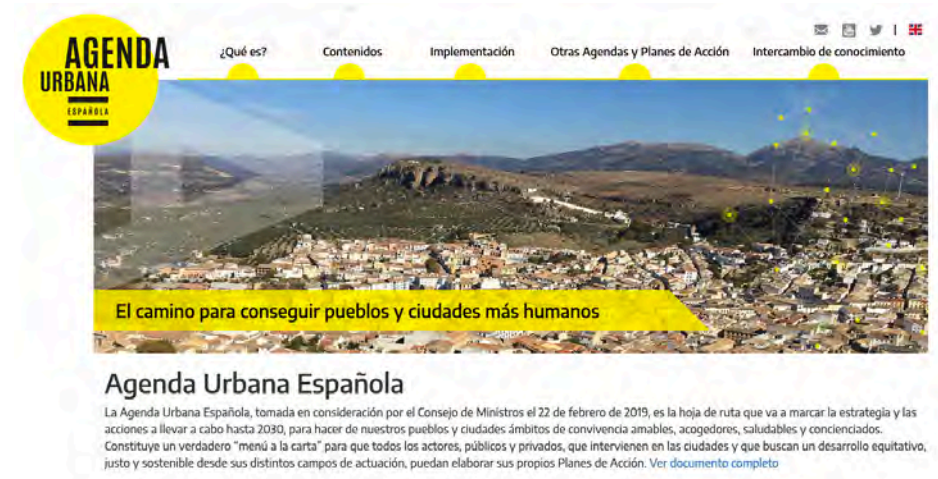 AGENDA
URBANA
ESPAÑOLA
¿Qué es?
Contenidos
Implementación
Otras Agendas y Planes de Acción
Intercambio de conocimiento
El camino para conseguir pueblos y ciudades más humanos
Agenda Urbana Española
La Agenda Urbana Española, tomada en consideración por el Consejo de Ministros el 22 de febrero de 2019, es la hoja de ruta que va a marcar la estrategia y las
acciones a llevar a cabo hasta 2030, para hacer de nuestros pueblos y ciudades ámbitos de convivencia amables, acogedores, saludables y concienciados.
Constituye un verdadero "menú a la carta" para que todos los actores, públicos y privados, que intervienen en las ciudades y que buscan un desarrollo equitativo,
justo y sostenible desde sus distintos campos de actuación, puedan elaborar sus propios Planes de Acción. Ver documento completo